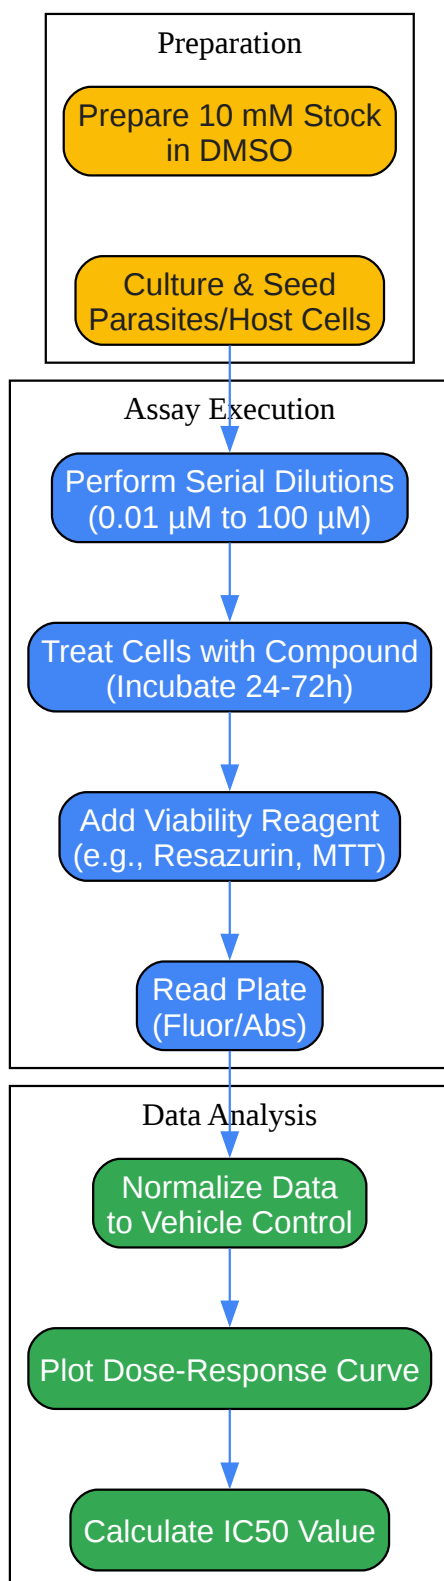 Preparation
Prepare 10 mM Stock
in DMSO
Culture & Seed
Parasites/Host Cells
Assay Execution
Perform Serial Dilutions
(0.01 µM to 100 µM)
Treat Cells with Compound
(Incubate 24-72h)
Add Viability Reagent
(e.g., Resazurin, MTT)
Read Plate
(Fluor/Abs)
Data Analysis
Normalize Data
to Vehicle Control
Plot Dose-Response Curve
Calculate IC50 Value